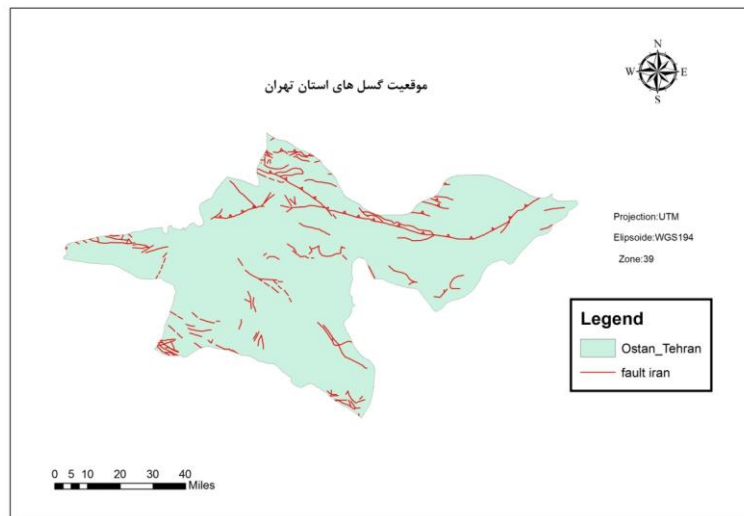 N
W E
S
موقعیت گسل های استان تهران
Projection:UTM
Elipsoide:WGS194
Zone:39
Legend
Ostan_Tehran
fault iran
0 5 10 20 30 40
Miles